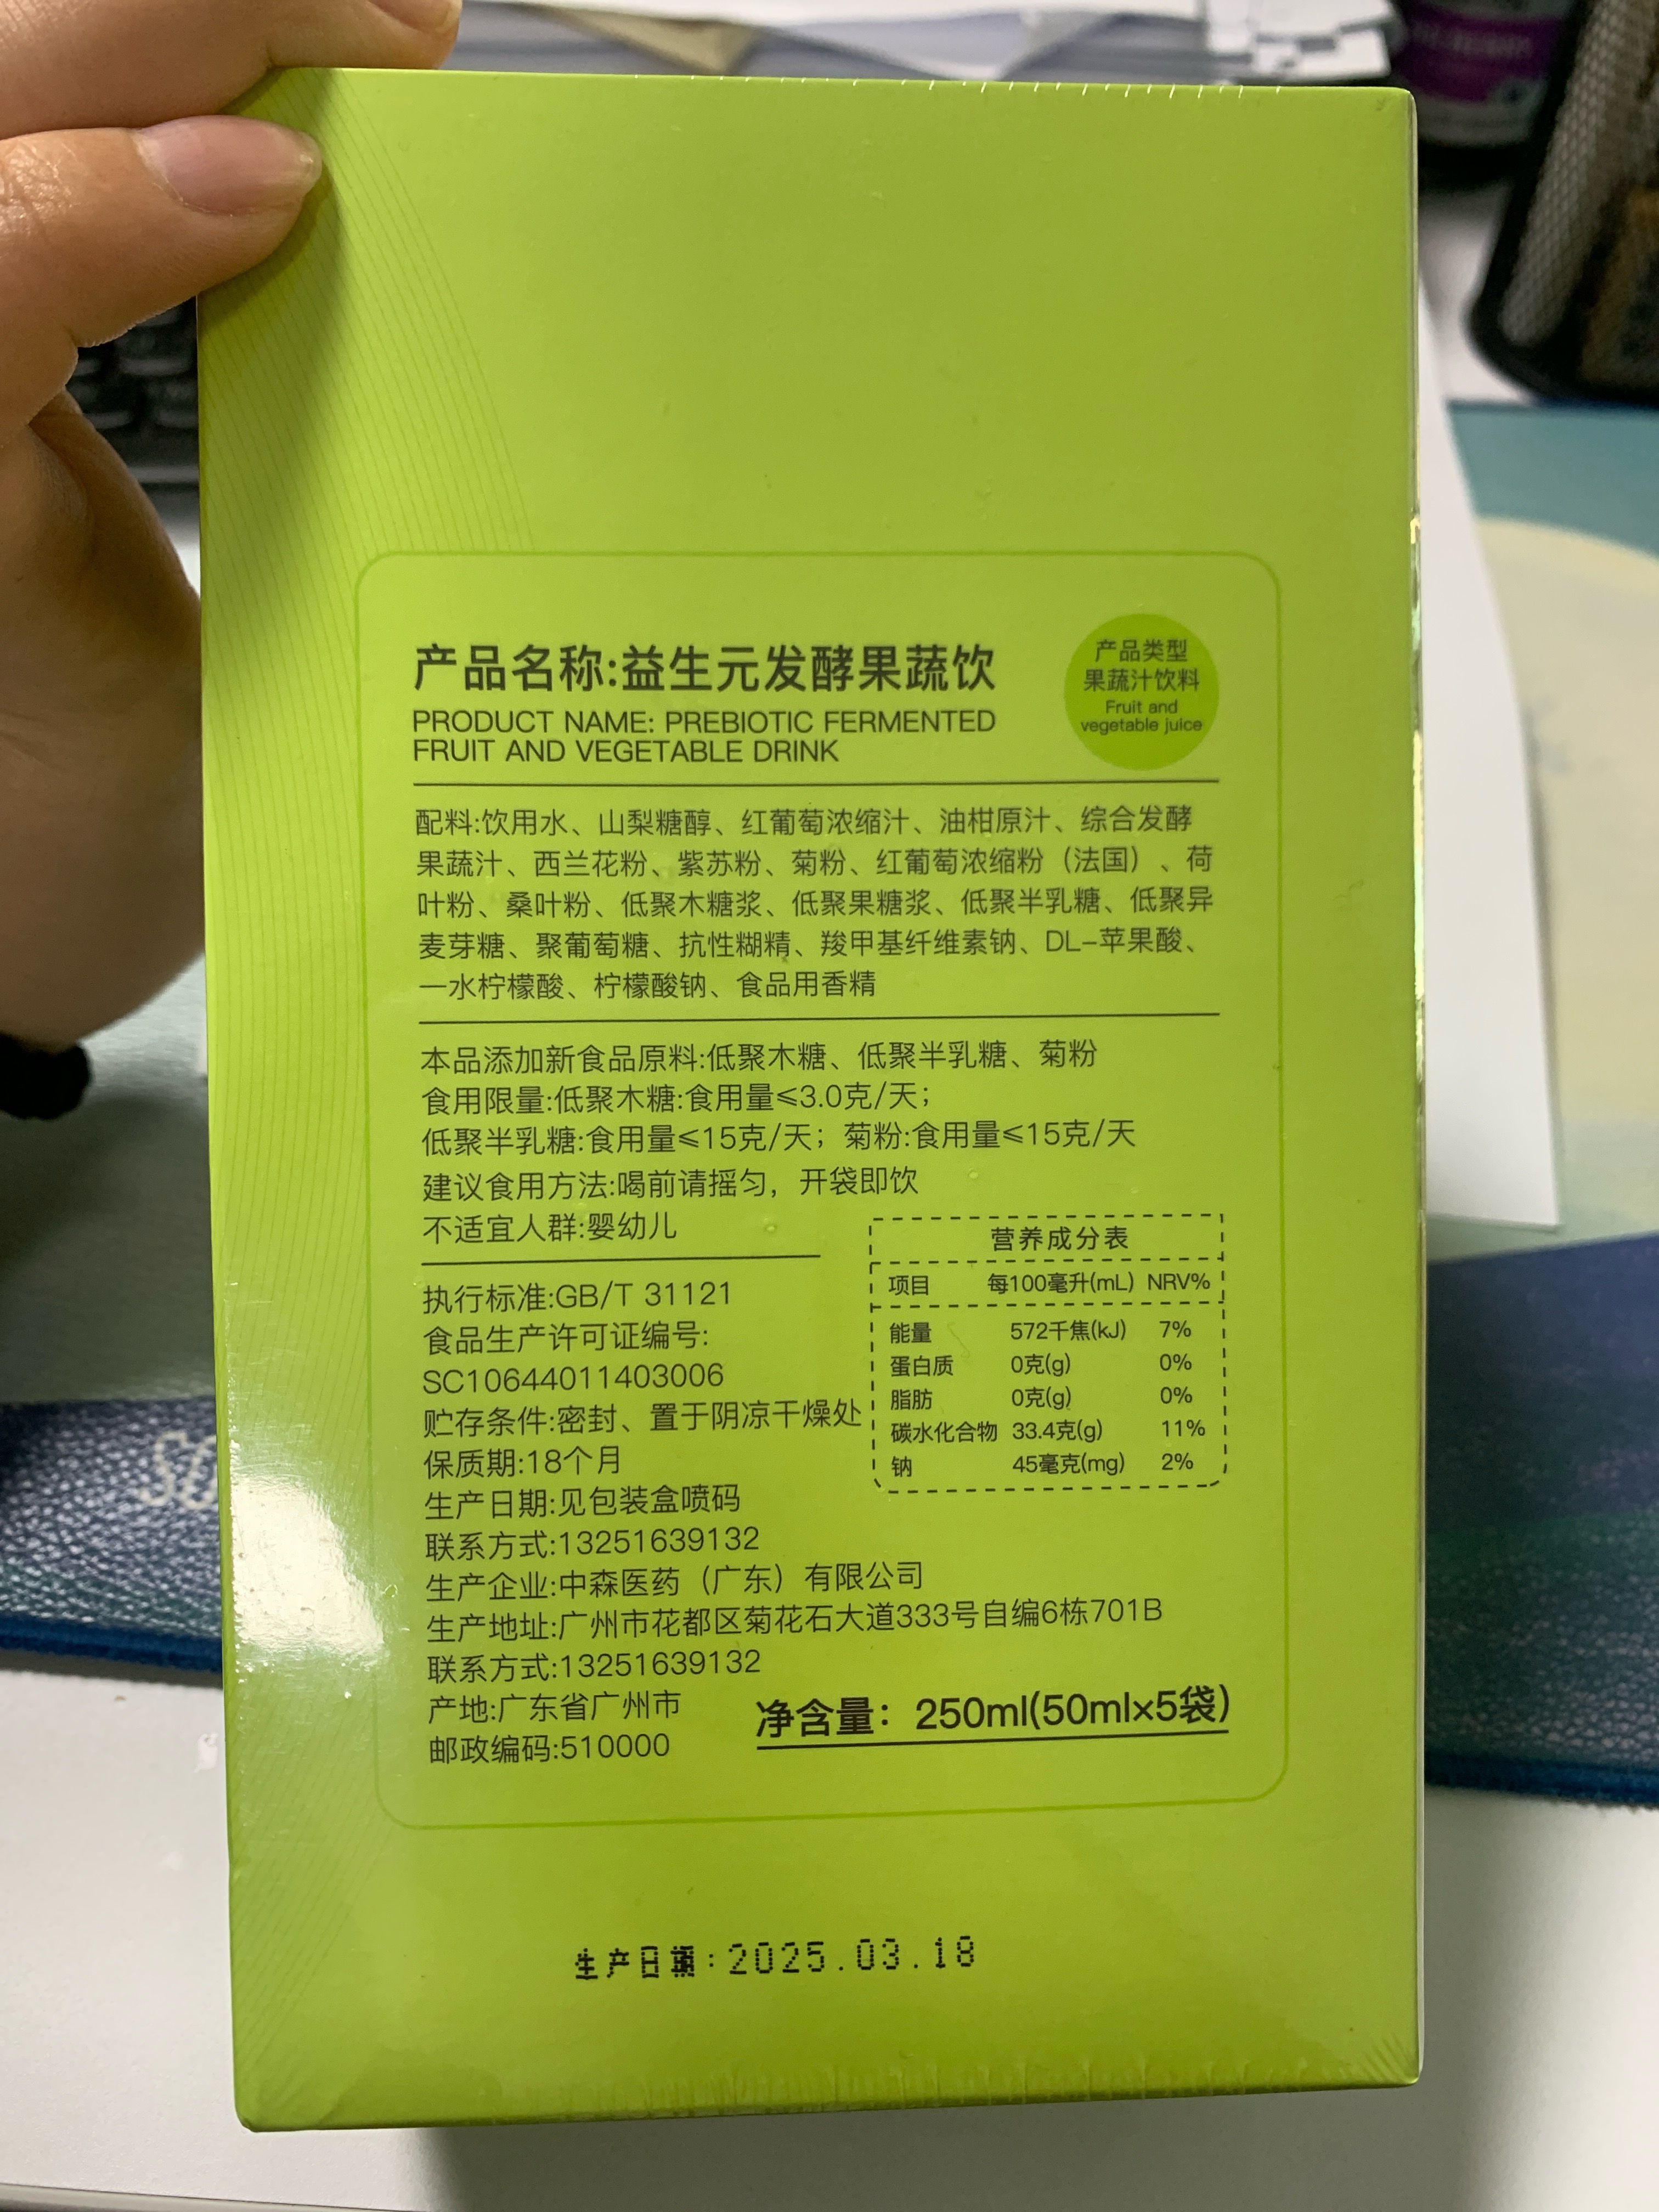 产品名称:益生元发酵果蔬饮
PRODUCT NAME: PREBIOTIC FERMENTED
FRUIT AND VEGETABLE DRINK
产品类型
果蔬汁饮料
Fruit and
vegetable juice
配料:饮用水、山梨糖醇、红葡萄浓缩汁、油柑原汁、综合发酵
果蔬汁、西兰花粉、紫苏粉、菊粉、红葡萄浓缩粉（法国）、荷
叶粉、桑叶粉、低聚木糖浆、低聚果糖浆、低聚半乳糖、低聚异
麦芽糖、聚葡萄糖、抗性糊精、羧甲基纤维素钠、DL-苹果酸、
一水柠檬酸、柠檬酸钠、食品用香精
本品添加新食品原料:低聚木糖、低聚半乳糖、菊粉
食用限量:低聚木糖:食用量≤3.0克/天；
低聚半乳糖:食用量≤15克/天；菊粉:食用量≤15克/天
建议食用方法:喝前请摇匀，开袋即饮
不适宜人群:婴幼儿
执行标准:GB/T 31121
食品生产许可证编号:
SC10644011403006
贮存条件:密封、置于阴凉干燥处
保质期:18个月
生产日期:见包装盒喷码
联系方式:13251639132
生产企业:中森医药（广东）有限公司
生产地址:广州市花都区菊花石大道333号自编6栋701B
联系方式:13251639132
产地:广东省广州市
邮政编码:510000
营养成分表
项目 每100毫升(mL) NRV%
能量 572千焦(kJ) 7%
蛋白质 0克(g) 0%
脂肪 0克(g) 0%
碳水化合物 33.4克(g) 11%
钠 45毫克(mg) 2%
净含量：250ml(50ml×5袋)
生产日期:2025.03.18